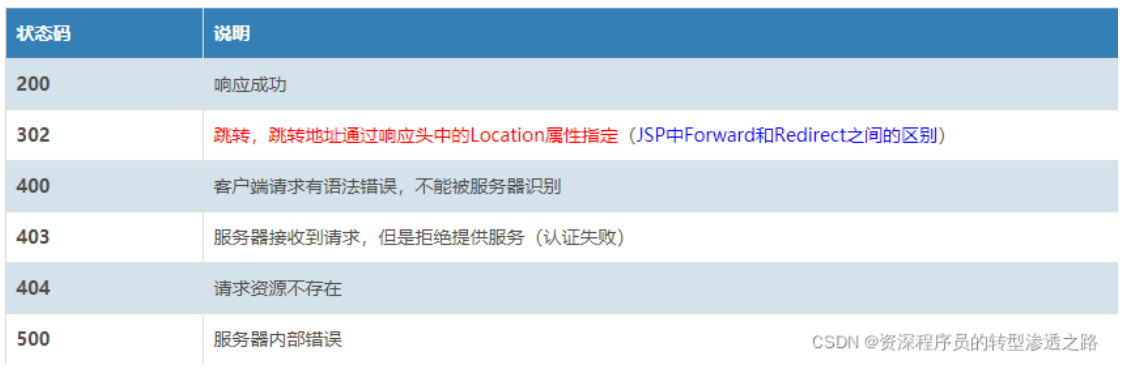 状态码 说明
200 响应成功
302 跳转，跳转地址通过响应头中的Location属性指定（JSP中Forward和Redirect之间的区别）
400 客户端请求有语法错误，不能被服务器识别
403 服务器接收到请求，但是拒绝提供服务（认证失败）
404 请求资源不存在
500 服务器内部错误
CSDN @资深程序员的转型渗透之路